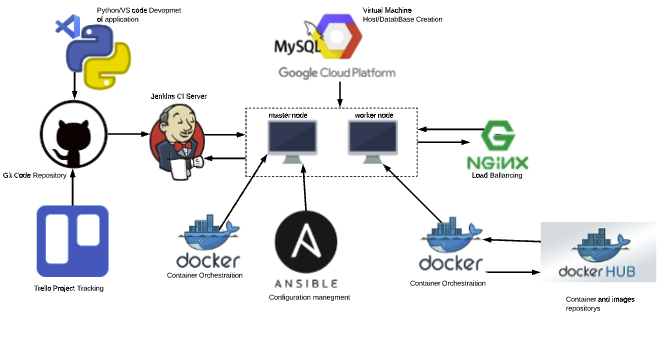 Python/VS code Devopmet
of application
Virtual Machine
Host/DatabBase Creation
MySQL
Google Cloud Platform
Jenkins CI Server
master node
worker node
Git Code Repository
NGINX
Load Ballancing
docker
Container Orchestraition
ANSIBLE
Configuration manegment
docker
Container Orchestraition
docker HUB
Trello Project Tracking
Container and images
repositorys